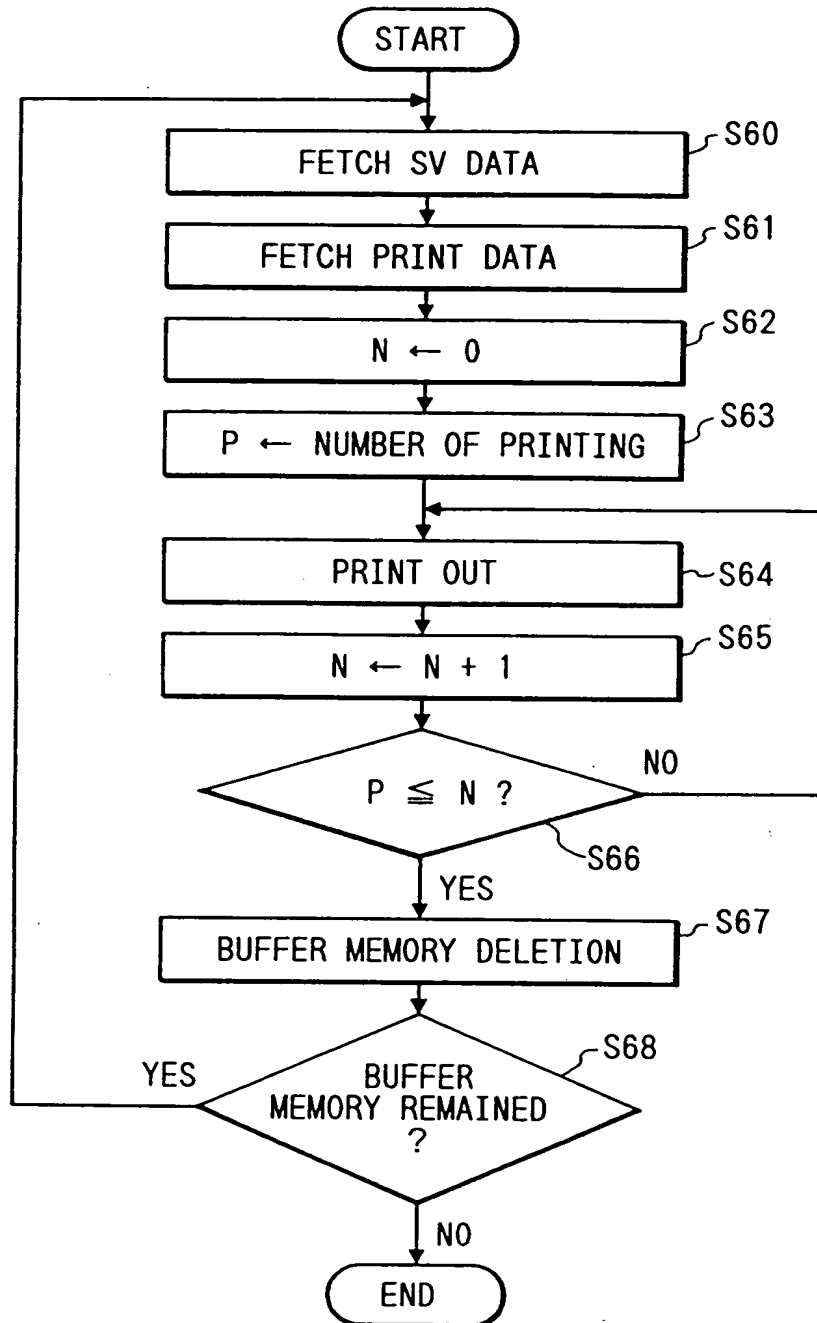 START
S60
FETCH SV DATA
S61
FETCH PRINT DATA
S62
N ← 0
S63
P ← NUMBER OF PRINTING
PRINT OUT
S64
S65
N ← N + 1
NO
P ≦ N ?
S66
YES
S67
BUFFER MEMORY DELETION
S68
YES
BUFFER
MEMORY REMAINED
?
NO
END